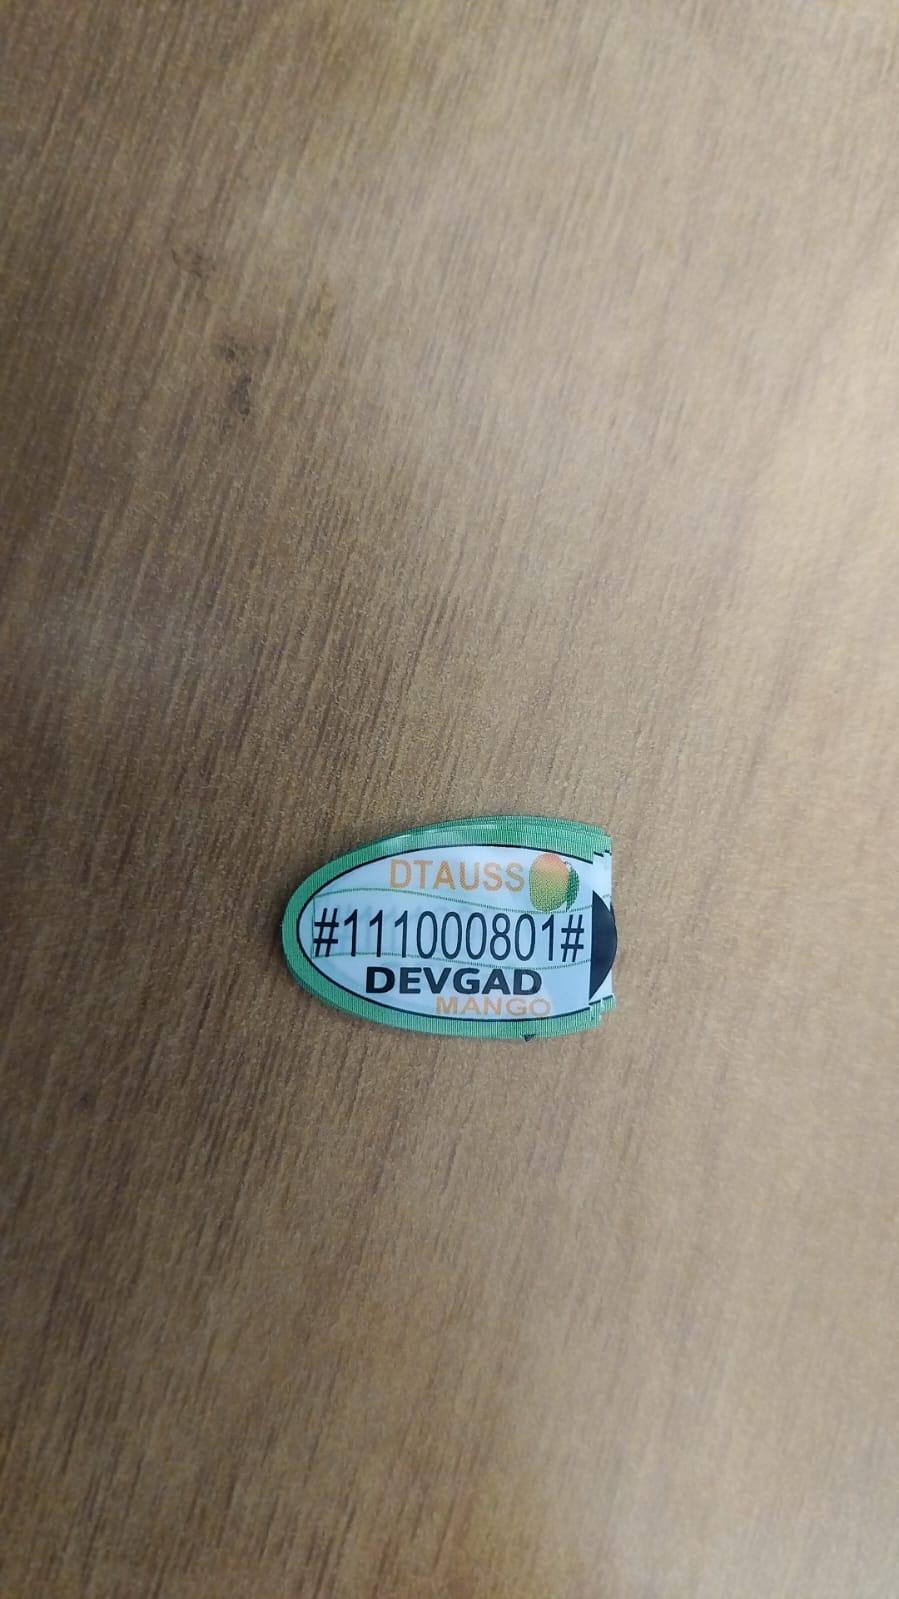 DTAUSS
#111000801#
DEVGAD
MANGO